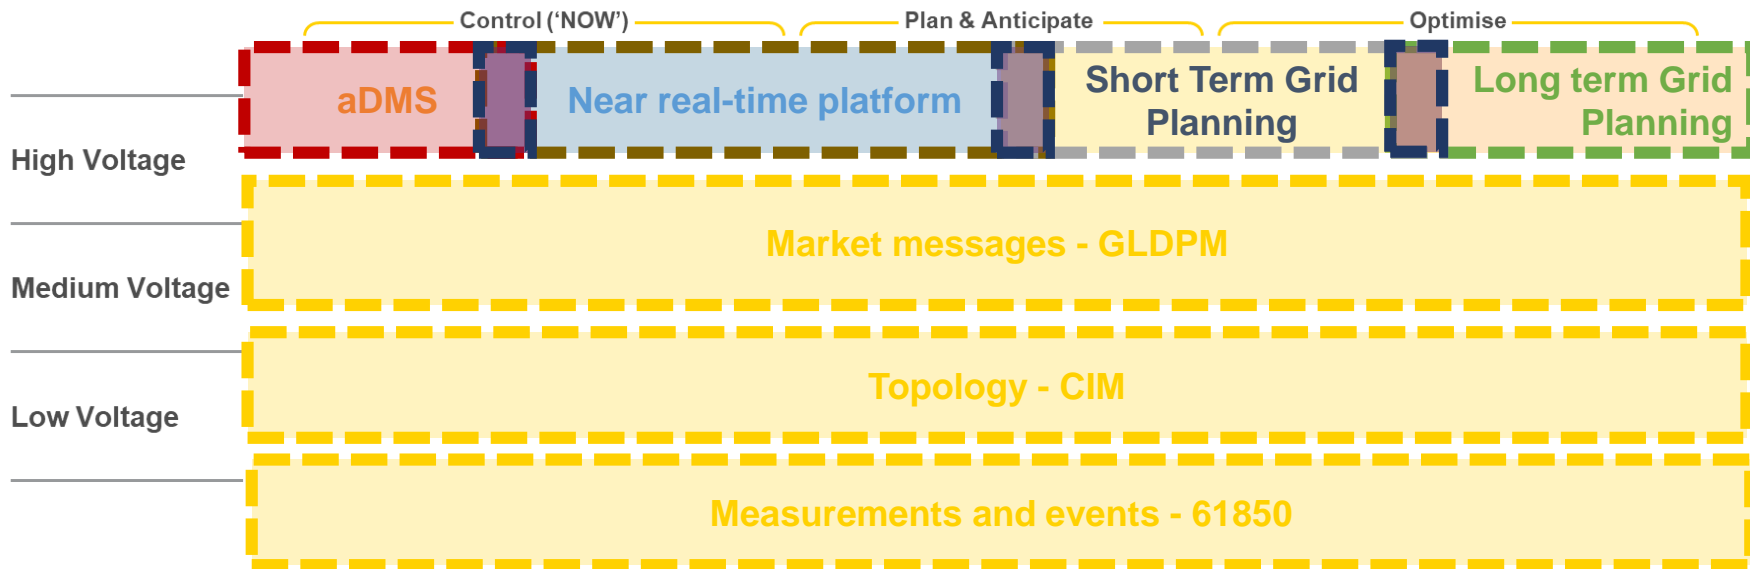 Control (‘NOW’)
Plan & Anticipate
Optimise
aDMS
Near real-time platform
Short Term Grid
Planning
Long term Grid
Planning
High Voltage
Market messages - GLDPM
Medium Voltage
Topology - CIM
Low Voltage
Measurements and events - 61850